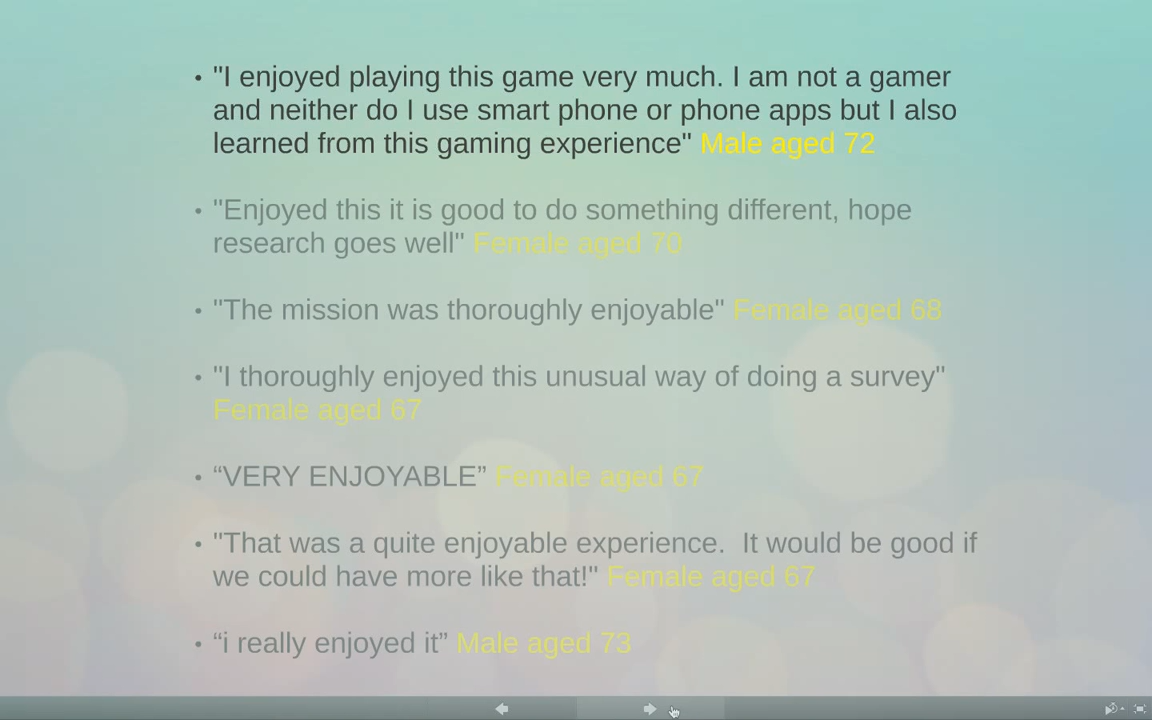 • "I enjoyed playing this game very much. I am not a gamer
and neither do I use smart phone or phone apps but I also
learned from this gaming experience" Male aged 72
• "Enjoyed this it is good to do something different, hope
research goes well" Female aged 70
• "The mission was thoroughly enjoyable" Female aged 68
• "I thoroughly enjoyed this unusual way of doing a survey"
Female aged 67
• “VERY ENJOYABLE” Female aged 67
• "That was a quite enjoyable experience.  It would be good if
we could have more like that!" Female aged 67
• “i really enjoyed it” Male aged 73